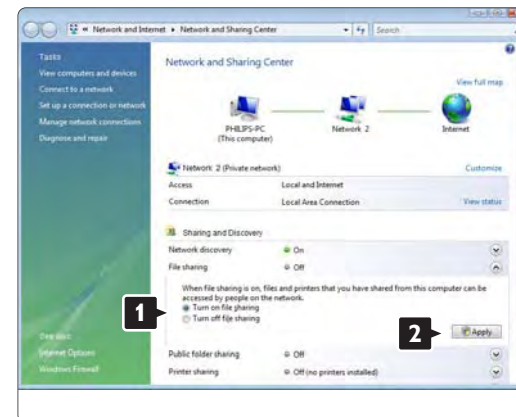 Network and Internet ▸ Network and Sharing Center
Search
Tasks
View computers and devices
Connect to a network
Set up a connection or network
Manage network connections
Diagnose and repair
Network and Sharing Center
View full map
PHILIPS-PC
(This computer)
Network 2
Internet
Network 2 (Private network)
Customize
Access
Local and Internet
Connection
Local Area Connection
View status
Sharing and Discovery
Network discovery
On
File sharing
Off
When file sharing is on, files and printers that you have shared from this computer can be
accessed by people on the network.
1
Turn on file sharing
Turn off file sharing
2
Apply
See also
Internet Options
Windows Firewall
Public folder sharing
Off
Printer sharing
Off (no printers installed)